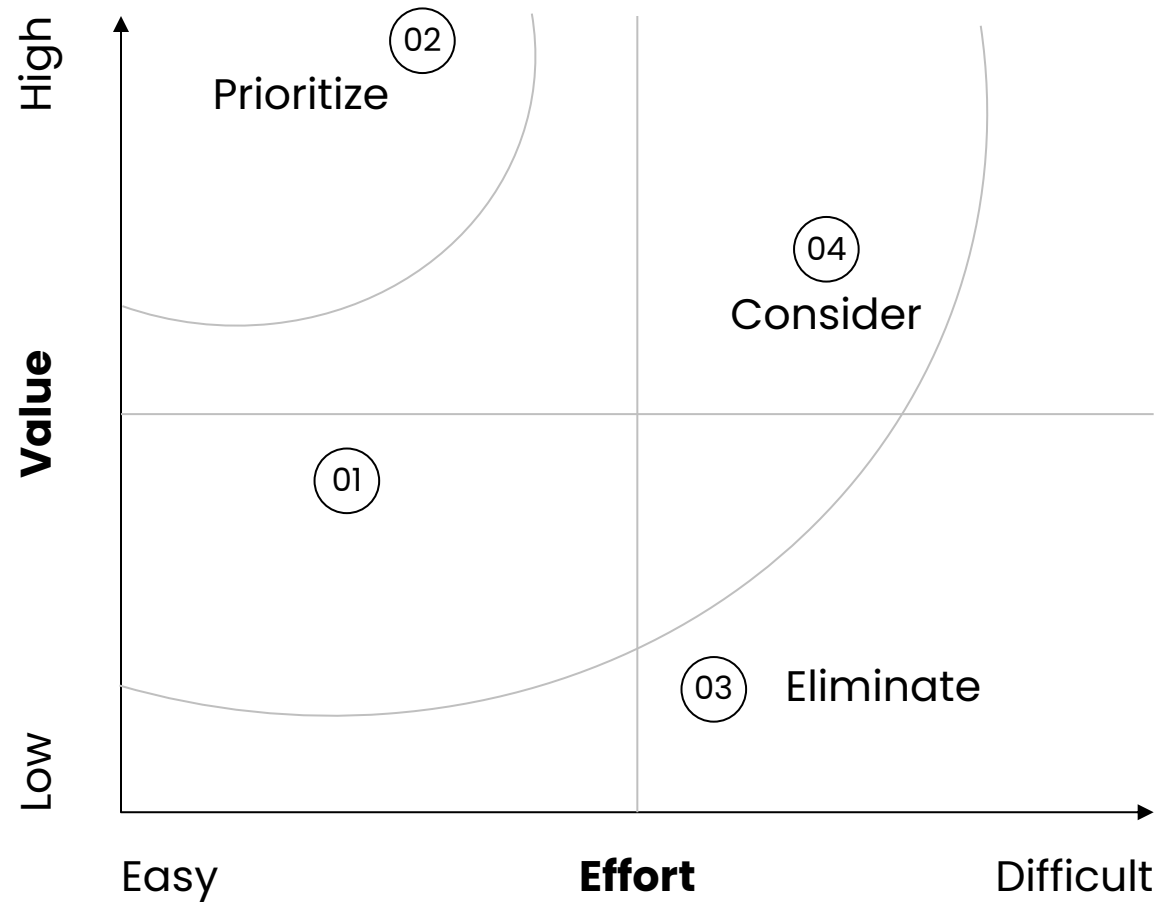 High
02
Prioritize
04
Consider
Value
01
03
Eliminate
Low
Easy
Effort
Difficult